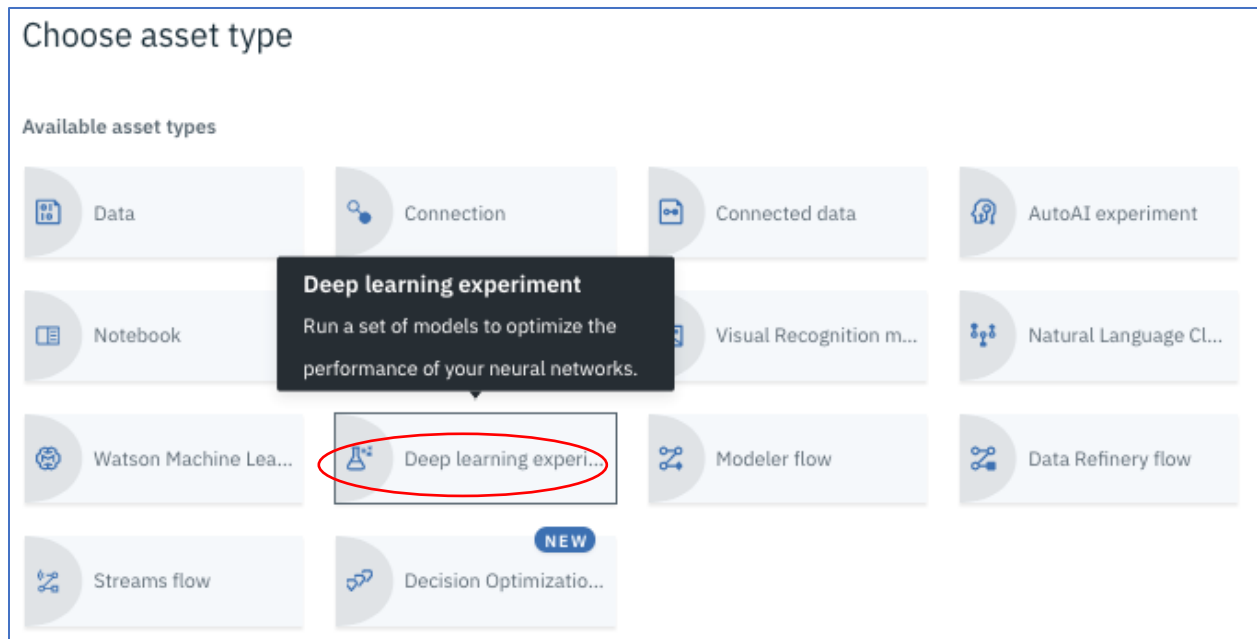 Choose asset type
Available asset types
Data
Connection
Connected data
AutoAI experiment
Deep learning experiment
Run a set of models to optimize the
performance of your neural networks.
Notebook
Visual Recognition m...
Natural Language Cl...
Watson Machine Lea...
Deep learning experi...
Modeler flow
Data Refinery flow
NEW
Streams flow
Decision Optimizatio...